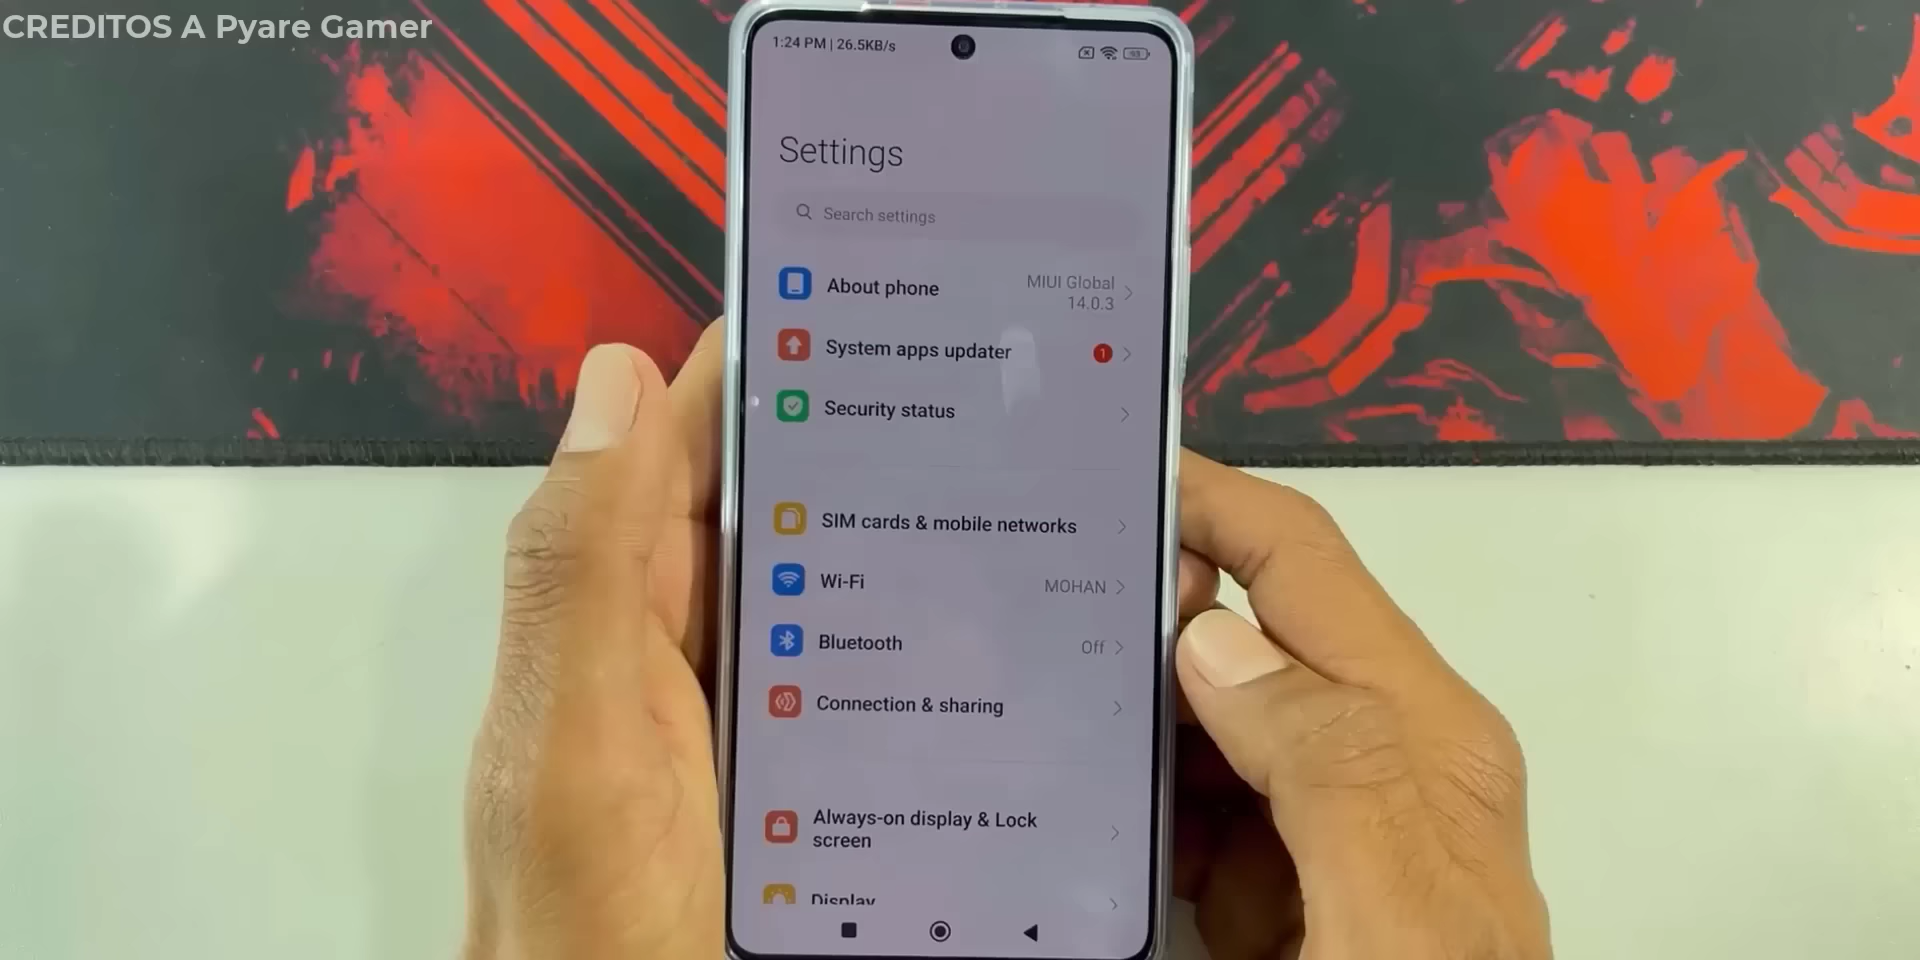 CREDITOS A Pyare Gamer
1:24 PM | 26.5KB/s
Settings
Search settings
About phone
MIUI Global
14.0.3
System apps updater
1
Security status
SIM cards & mobile networks
Wi-Fi
MOHAN
Bluetooth
Off
Connection & sharing
Always-on display & Lock
screen
Display